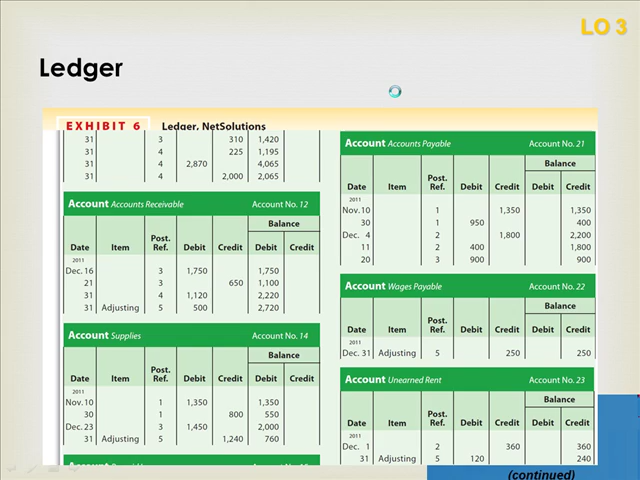 LO 3
Ledger
EXHIBIT 6 Ledger, NetSolutions
31 3 310 1,420
31 4 225 1,195
31 4 2,870 4,065
31 4 2,000 2,065
Account Accounts Receivable Account No. 12
Balance
Date Item Post. Ref. Debit Credit Debit Credit
2011
Dec. 16 3 1,750 1,750
21 3 650 1,100
31 4 1,120 2,220
31 Adjusting 5 500 2,720
Account Supplies Account No. 14
Balance
Date Item Post. Ref. Debit Credit Debit Credit
2011
Nov. 10 1 1,350 1,350
30 1 800 550
Dec. 23 3 1,450 2,000
31 Adjusting 5 1,240 760
Account Accounts Payable Account No. 21
Balance
Date Item Post. Ref. Debit Credit Debit Credit
2011
Nov. 10 1 1,350 1,350
30 1 950 400
Dec. 4 2 1,800 2,200
11 2 400 1,800
20 3 900 900
Account Wages Payable Account No. 22
Balance
Date Item Post. Ref. Debit Credit Debit Credit
2011
Dec. 31 Adjusting 5 250 250
Account Unearned Rent Account No. 23
Balance
Date Item Post. Ref. Debit Credit Debit Credit
2011
Dec. 1 2 360 360
31 Adjusting 5 120 240
(continued)